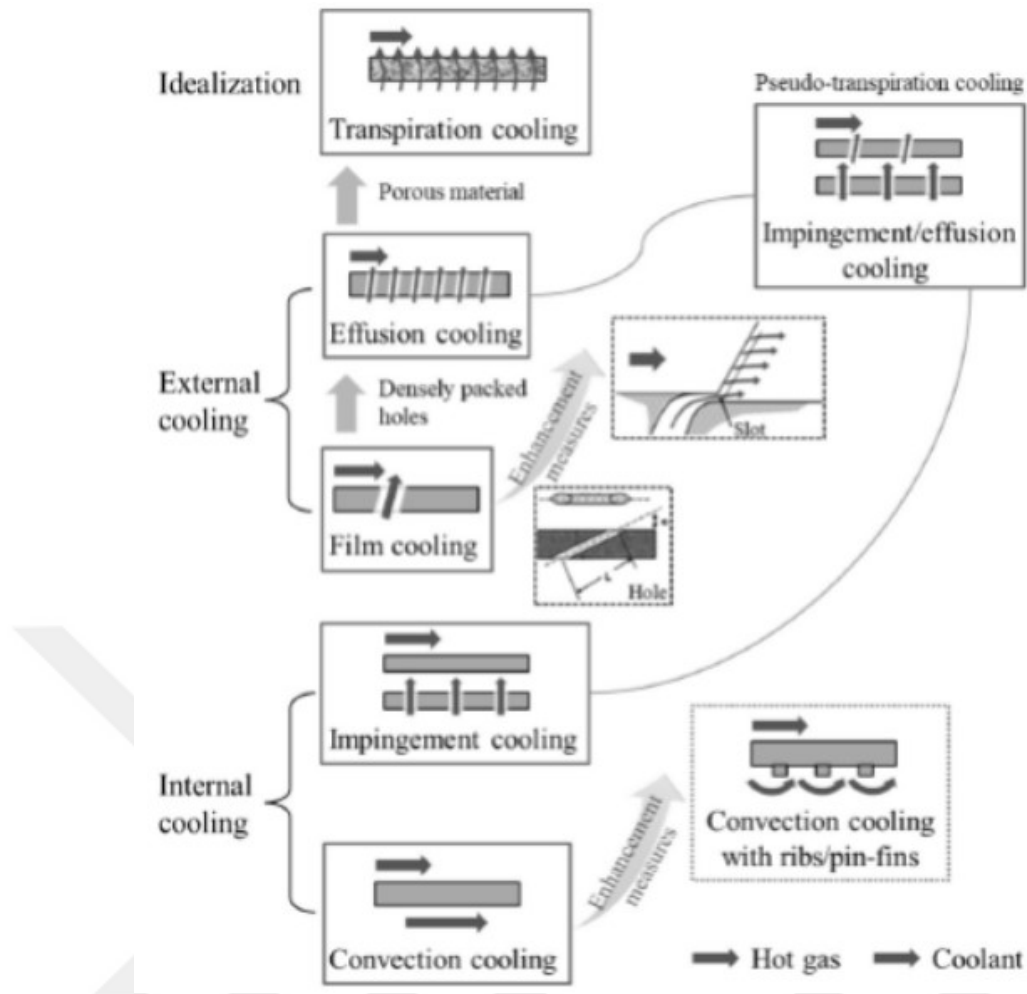 Idealization
Transpiration cooling
Pseudo-transpiration cooling
Impingement/effusion
cooling
Porous material
Effusion cooling
External
cooling
Densely packed
holes
Enhancement
measures
Slot
Film cooling
Hole
Impingement cooling
Internal
cooling
Enhancement
measures
Convection cooling
with ribs/pin-fins
Convection cooling
Hot gas
Coolant